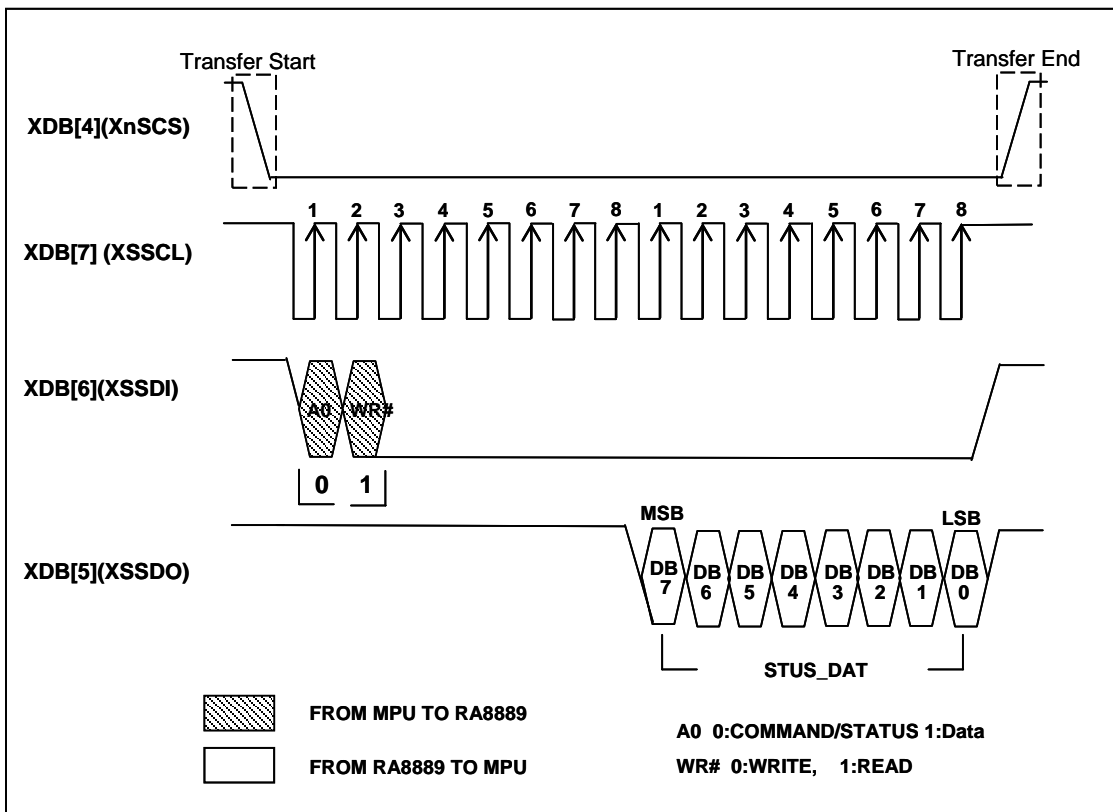 Transfer Start
Transfer End
XDB[4](XnSCS)
1 2 3 4 5 6 7 8 1 2 3 4 5 6 7 8
XDB[7] (XSSCL)
XDB[6](XSSDI)
A0 WR#
0 1
MSB LSB
XDB[5](XSSDO)
DB 7 DB 6 DB 5 DB 4 DB 3 DB 2 DB 1 DB 0
STUS_DAT
FROM MPU TO RA8889
A0 0:COMMAND/STATUS 1:Data
FROM RA8889 TO MPU
WR# 0:WRITE, 1:READ